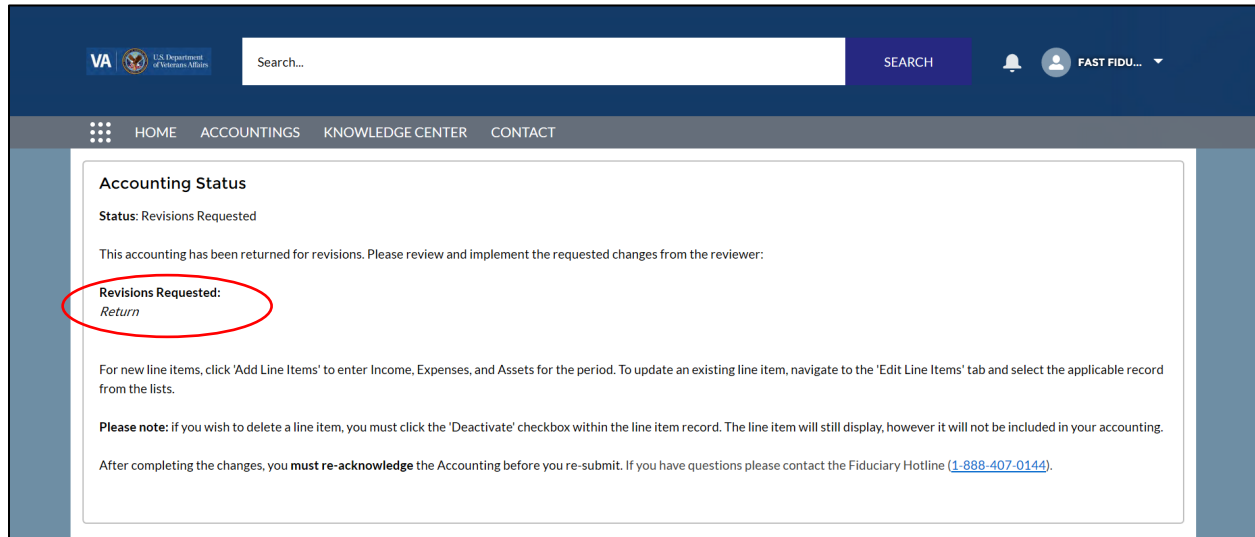 VA
U.S. Department
of Veterans Affairs
Search...
SEARCH
FAST FIDU...
HOME ACCOUNTINGS KNOWLEDGE CENTER CONTACT
Accounting Status
Status: Revisions Requested
This accounting has been returned for revisions. Please review and implement the requested changes from the reviewer:
Revisions Requested:
Return
For new line items, click 'Add Line Items' to enter Income, Expenses, and Assets for the period. To update an existing line item, navigate to the 'Edit Line Items' tab and select the applicable record
from the lists.
Please note: if you wish to delete a line item, you must click the 'Deactivate' checkbox within the line item record. The line item will still display, however it will not be included in your accounting.
After completing the changes, you must re-acknowledge the Accounting before you re-submit. If you have questions please contact the Fiduciary Hotline (1-888-407-0144).